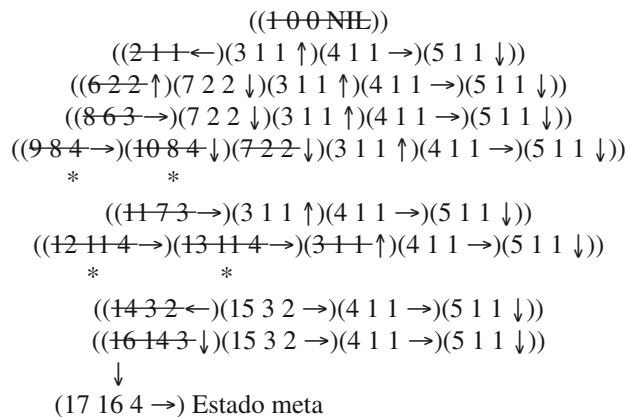 ((1 0 0 NIL))
((2 1 1 ←)(3 1 1 ↑)(4 1 1 →)(5 1 1 ↓))
((6 2 2 ↑)(7 2 2 ↓)(3 1 1 ↑)(4 1 1 →)(5 1 1 ↓))
((8 6 3 →)(7 2 2 ↓)(3 1 1 ↑)(4 1 1 →)(5 1 1 ↓))
((9 8 4 →)(10 8 4 ↓)(7 2 2 ↓)(3 1 1 ↑)(4 1 1 →)(5 1 1 ↓))
* *
((11 7 3 →)(3 1 1 ↑)(4 1 1 →)(5 1 1 ↓))
((12 11 4 →)(13 11 4 →)(3 1 1 ↑)(4 1 1 →)(5 1 1 ↓))
* *
((14 3 2 ←)(15 3 2 →)(4 1 1 →)(5 1 1 ↓))
((16 14 3 ↓)(15 3 2 →)(4 1 1 →)(5 1 1 ↓))
↓
(17 16 4 →) Estado meta